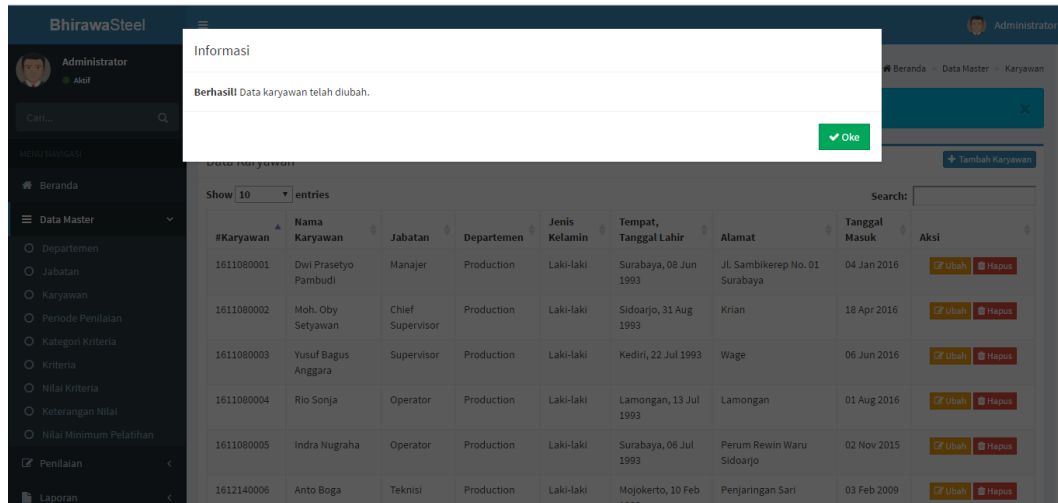 BhirawaSteel
Administrator
Administrator
Aktif
Cari...
MENU NAVIGASI
Beranda
Data Master
Departemen
Jabatan
Karyawan
Periode Penilaian
Kategori Kriteria
Kriteria
Nilai Kriteria
Keterangan Nilai
Nilai Minimum Pelatihan
Penilaian
Laporan
Informasi
Berhasil! Data karyawan telah diubah.
Oke
Beranda > Data Master > Karyawan
Data Karyawan
Tambah Karyawan
Show 10 entries
Search:
#Karyawan Nama Karyawan Jabatan Departemen Jenis Kelamin Tempat, Tanggal Lahir Alamat Tanggal Masuk Aksi
1611080001 Dwi Prasetyo Pambudi Manajer Production Laki-laki Surabaya, 08 Jun 1993 Jl. Sambikerep No. 01 Surabaya 04 Jan 2016 Ubah Hapus
1611080002 Moh. Oby Setyawan Chief Supervisor Production Laki-laki Sidoarjo, 31 Aug 1993 Krian 18 Apr 2016 Ubah Hapus
1611080003 Yusuf Bagus Anggara Supervisor Production Laki-laki Kediri, 22 Jul 1993 Wage 06 Jun 2016 Ubah Hapus
1611080004 Rio Sonja Operator Production Laki-laki Lamongan, 13 Jul 1993 Lamongan 01 Aug 2016 Ubah Hapus
1611080005 Indra Nugraha Operator Production Laki-laki Surabaya, 06 Jul 1993 Perum Rewin Waru Sidoarjo 02 Nov 2015 Ubah Hapus
1612140006 Anto Boga Teknisi Production Laki-laki Mojokerto, 10 Feb Penjaringan Sari 03 Feb 2009 Ubah Hapus